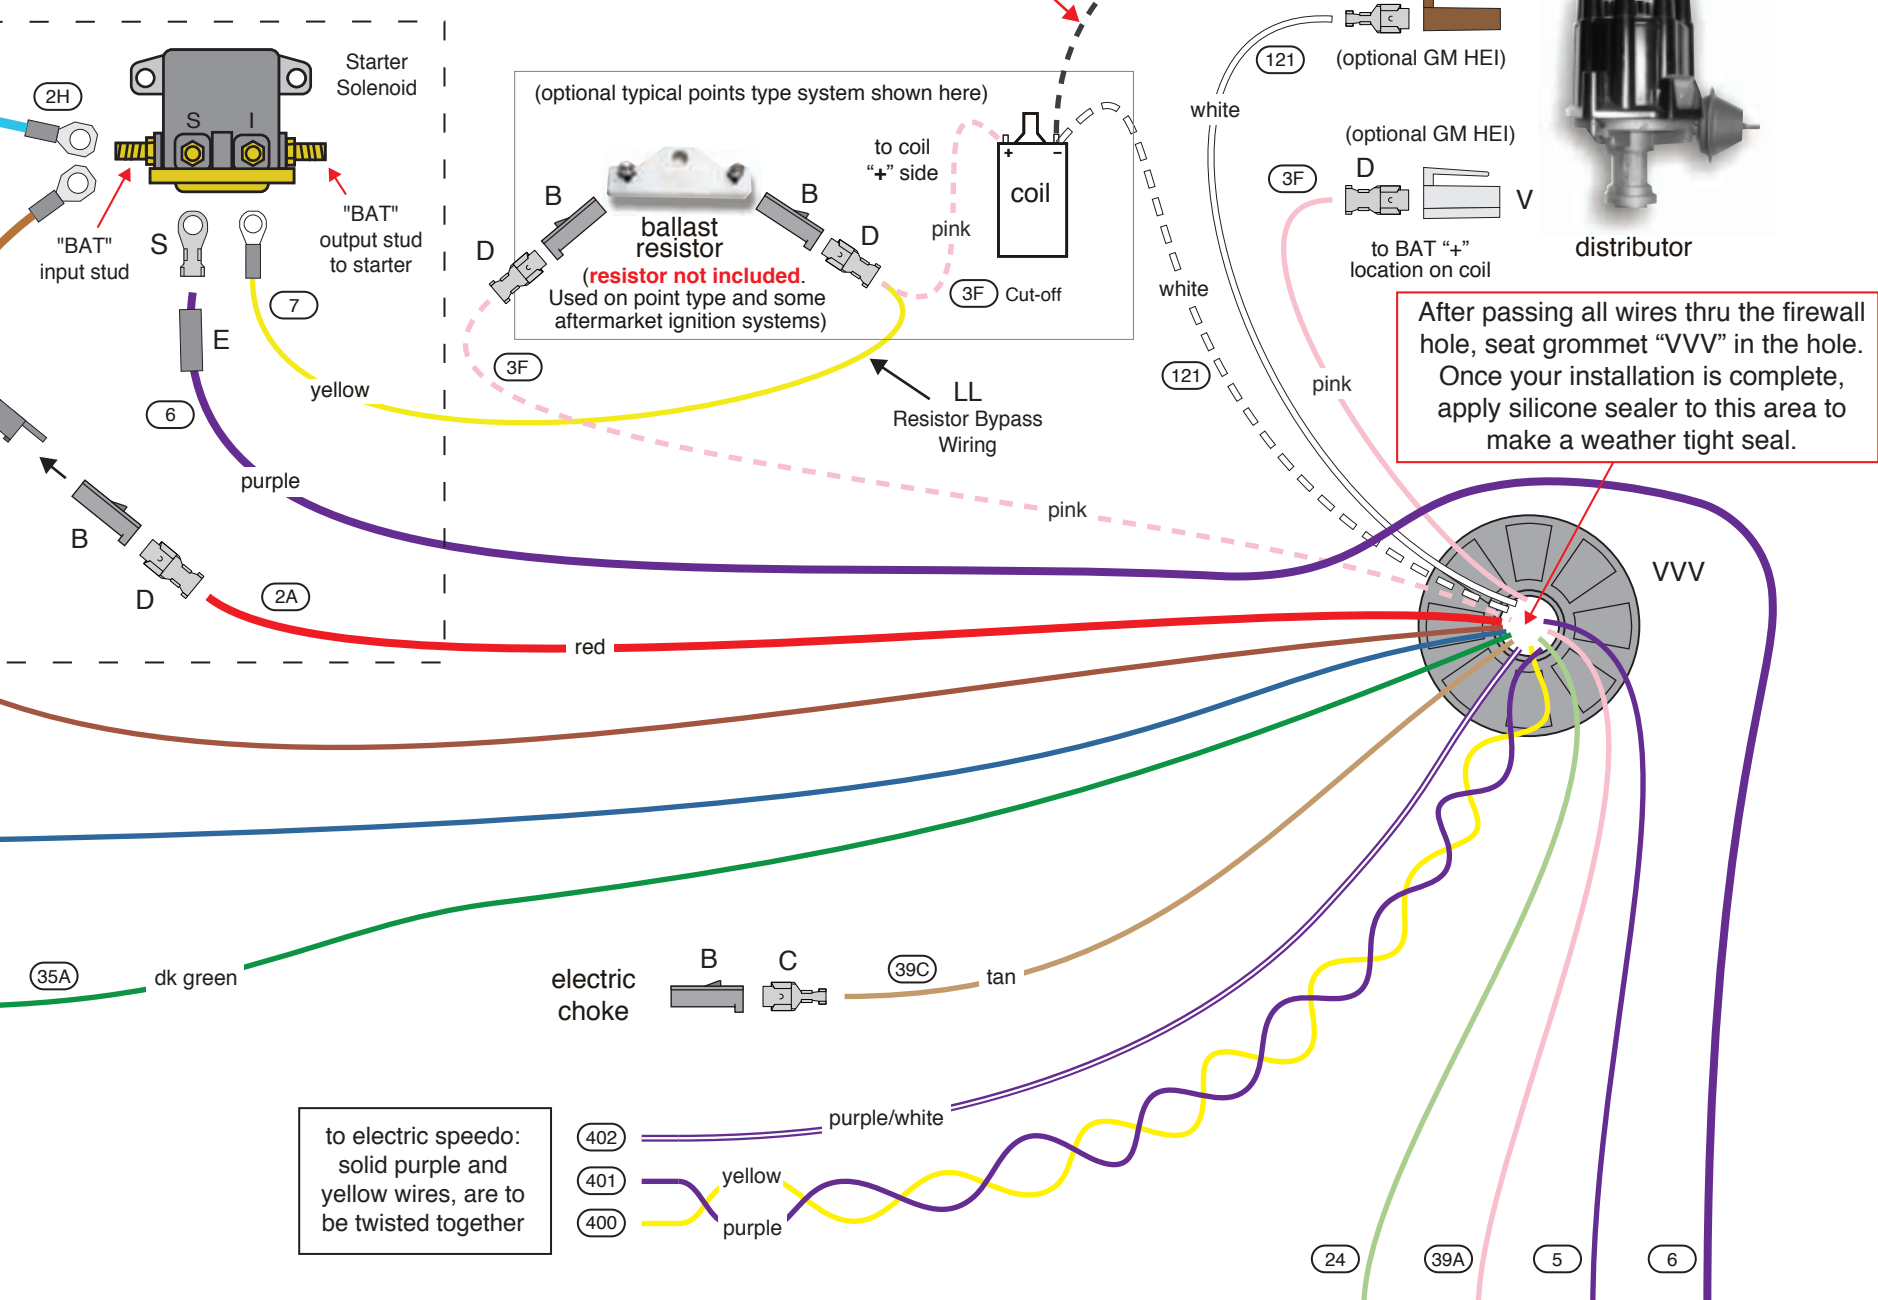 Starter
Solenoid
2H
S
I
"BAT"
input stud
"BAT"
output stud
to starter
S
E
7
6
yellow
purple
B
D
2A
red
(optional typical points type system shown here)
to coil
“+” side
+
−
coil
B
B
D
D
ballast
resistor
(resistor not included.
Used on point type and some
aftermarket ignition systems)
pink
3F Cut-off
3F
LL
Resistor Bypass
Wiring
pink
121
(optional GM HEI)
white
(optional GM HEI)
3F
D
V
to BAT “+”
location on coil
distributor
white
121
pink
After passing all wires thru the firewall
hole, seat grommet “VVV” in the hole.
Once your installation is complete,
apply silicone sealer to this area to
make a weather tight seal.
VVV
35A
dk green
electric
choke
B
C
39C
tan
to electric speedo:
solid purple and
yellow wires, are to
be twisted together
402
purple/white
401
yellow
400
purple
24
39A
5
6